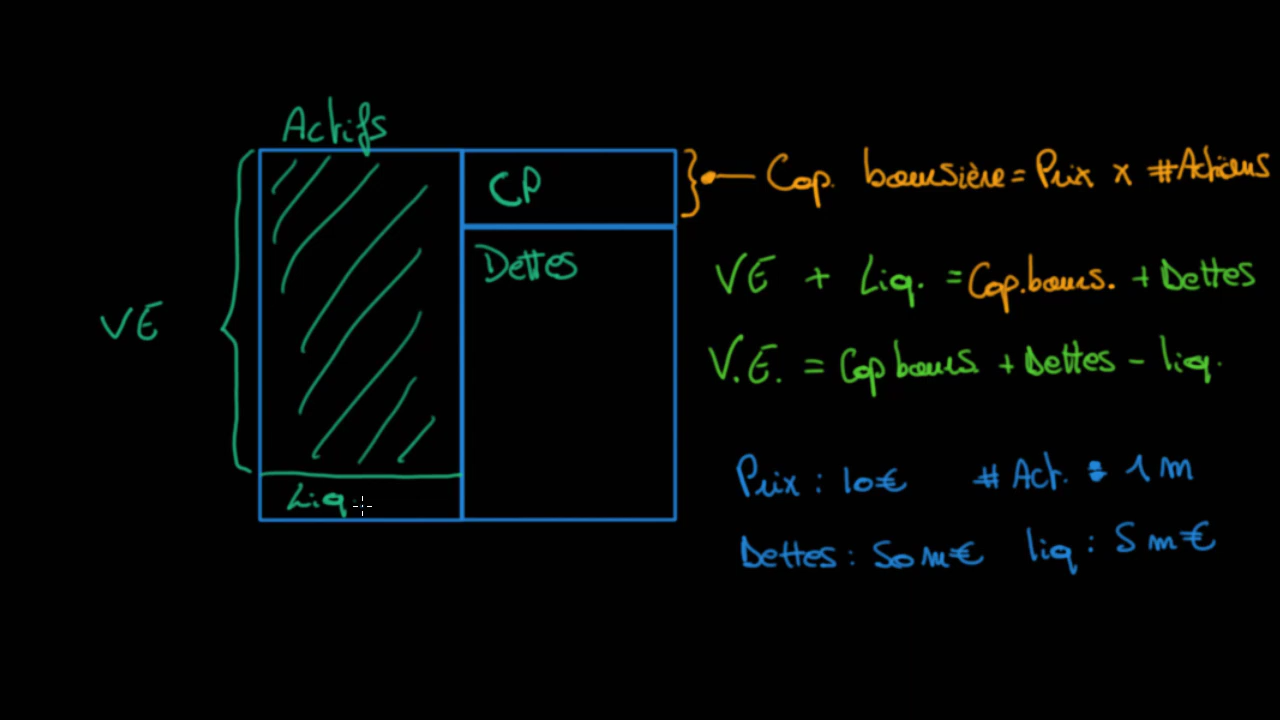 Actifs
CP
Cap. boursière = Prix x #Actions
Dettes
VE + Liq. = Cap.bours. + Dettes
VE
V.E. = Cap bours + Dettes - liq.
Prix : 10€ # Act. : 1 m
Liq.
Dettes : 50 m€ liq : 5 m€